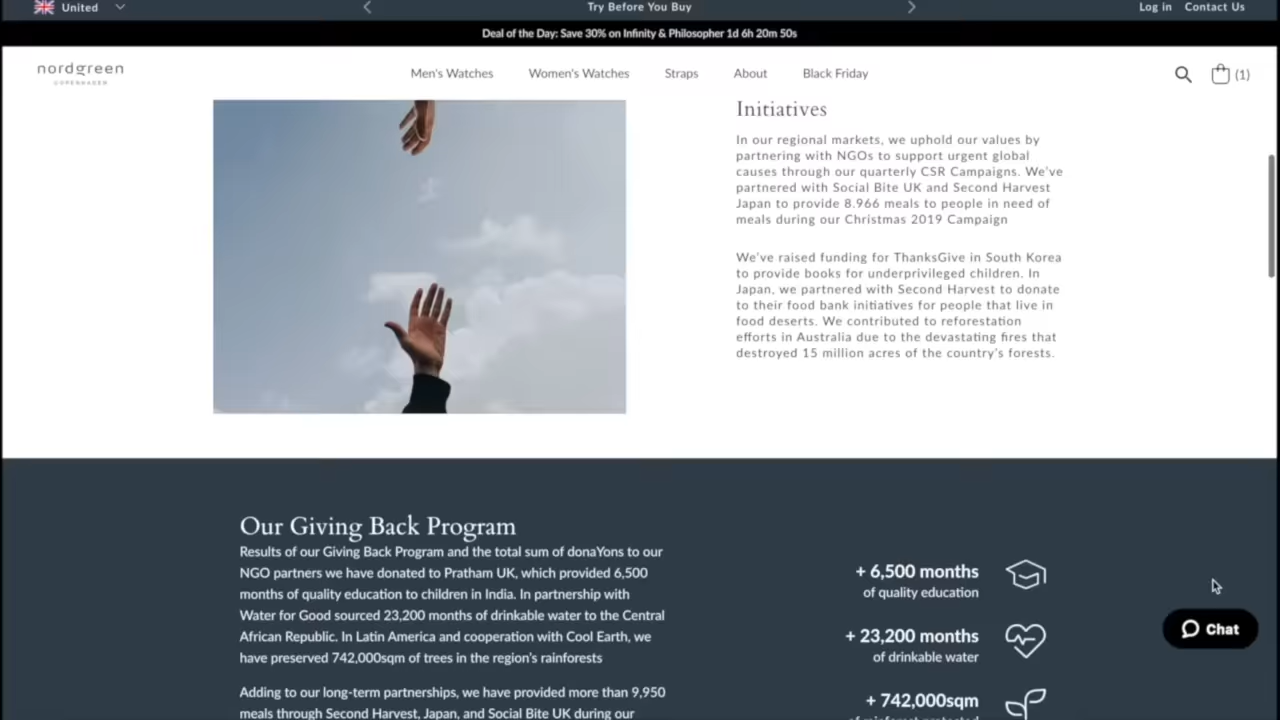 United
Try Before You Buy
Log in
Contact Us
Deal of the Day: Save 30% on Infinity & Philosopher 1d 6h 20m 50s
nordgreen
COPENHAGEN
Men's Watches
Women's Watches
Straps
About
Black Friday
(1)
Initiatives
In our regional markets, we uphold our values by
partnering with NGOs to support urgent global
causes through our quarterly CSR Campaigns. We've
partnered with Social Bite UK and Second Harvest
Japan to provide 8.966 meals to people in need of
meals during our Christmas 2019 Campaign
We've raised funding for ThanksGive in South Korea
to provide books for underprivileged children. In
Japan, we partnered with Second Harvest to donate
to their food bank initiatives for people that live in
food deserts. We contributed to reforestation
efforts in Australia due to the devastating fires that
destroyed 15 million acres of the country's forests.
Our Giving Back Program
Results of our Giving Back Program and the total sum of donaYons to our
NGO partners we have donated to Pratham UK, which provided 6,500
months of quality education to children in India. In partnership with
Water for Good sourced 23,200 months of drinkable water to the Central
African Republic. In Latin America and cooperation with Cool Earth, we
have preserved 742,000sqm of trees in the region's rainforests
Adding to our long-term partnerships, we have provided more than 9,950
meals through Second Harvest, Japan, and Social Bite UK during our
+ 6,500 months
of quality education
+ 23,200 months
of drinkable water
+ 742,000sqm
of rainforest protected
Chat